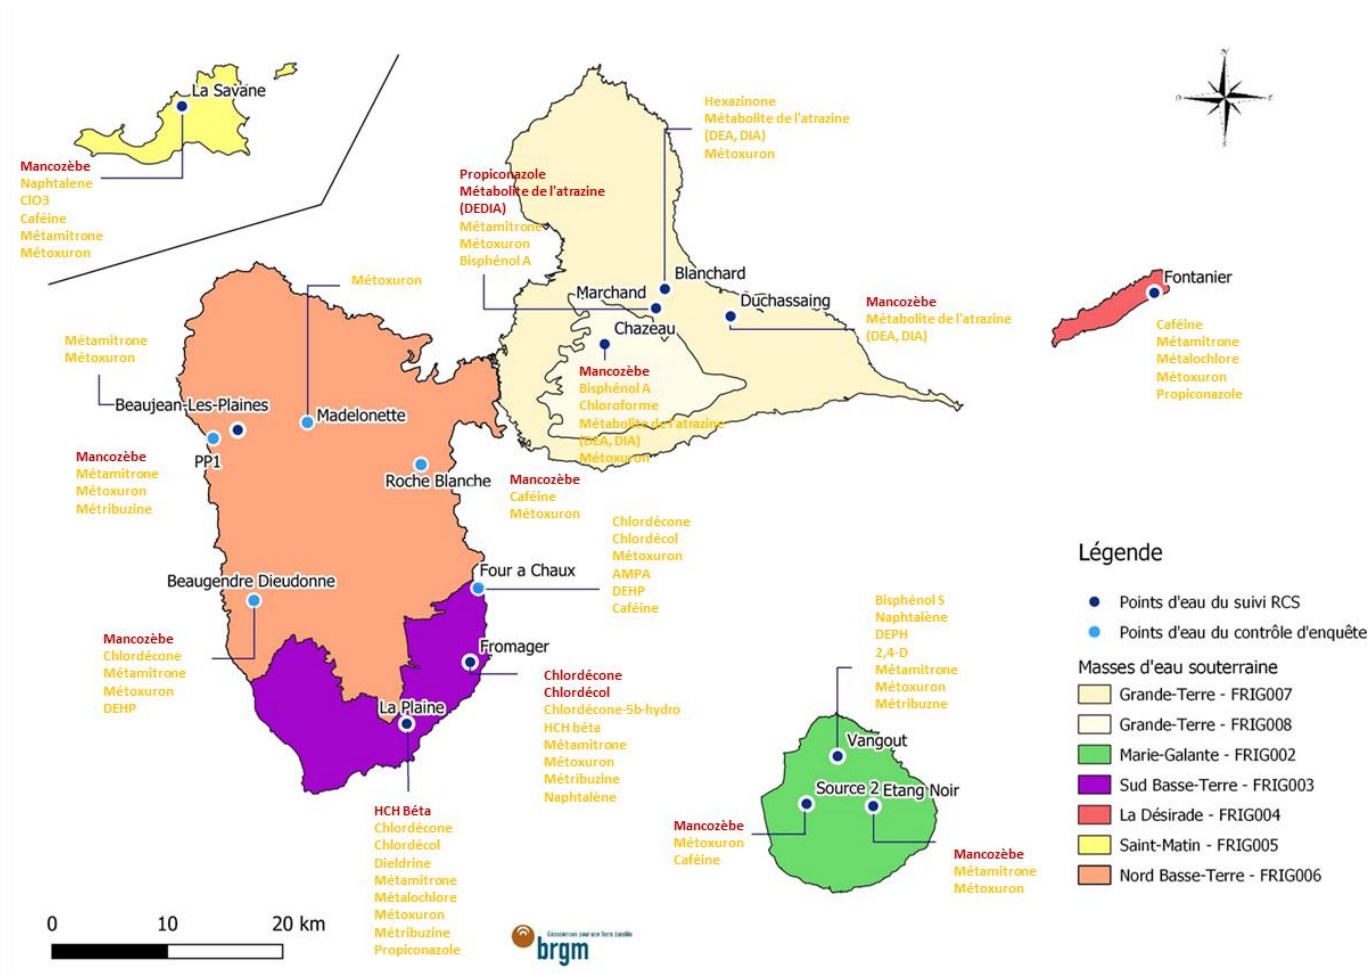 La Savane
Mancozèbe
Naphtalene
ClO3
Caféine
Métamitrone
Métoxuron
Hexazinone
Métabolite de l'atrazine
(DEA, DIA)
Métoxuron
Propiconazole
Métabolite de l'atrazine
(DEDIA)
Métamitrone
Métoxuron
Bisphénol A
Blanchard
Marchand
Duchassaing
Chazeau
Mancozèbe
Métabolite de l'atrazine
(DEA, DIA)
Mancozèbe
Bisphénol A
Chloroforme
Métabolite de l'atrazine
(DEA, DIA)
Métoxuron
Fontanier
Caféine
Métamitrone
Métalochlore
Métoxuron
Propiconazole
Métoxuron
Métamitrone
Métoxuron
Beaujean-Les-Plaines
Madelonette
PP1
Mancozèbe
Métamitrone
Métoxuron
Métribuzine
Roche Blanche
Mancozèbe
Caféine
Métoxuron
Four a Chaux
Chlordécone
Chlordécol
Métoxuron
AMPA
DEHP
Caféine
Beaugendre Dieudonne
Mancozèbe
Chlordécone
Métamitrone
Métoxuron
DEHP
Fromager
Chlordécone
Chlordécol
Chlordécone-5b-hydro
HCH béta
Métamitrone
Métoxuron
Métribuzine
Naphtalène
La Plaine
HCH Béta
Chlordécone
Chlordécol
Dieldrine
Métamitrone
Métalochlore
Métoxuron
Métribuzine
Propiconazole
Bisphénol S
Naphtalène
DEPH
2,4-D
Métamitrone
Métoxuron
Métribuzne
Vangout
Source 2
Etang Noir
Mancozèbe
Métoxuron
Caféine
Mancozèbe
Métamitrone
Métoxuron
N
O
E
S
Légende
Points d'eau du suivi RCS
Points d'eau du contrôle d'enquête
Masses d'eau souterraine
Grande-Terre - FRIG007
Grande-Terre - FRIG008
Marie-Galante - FRIG002
Sud Basse-Terre - FRIG003
La Désirade - FRIG004
Saint-Matin - FRIG005
Nord Basse-Terre - FRIG006
0 10 20 km
Géosciences pour une Terre durable
brgm